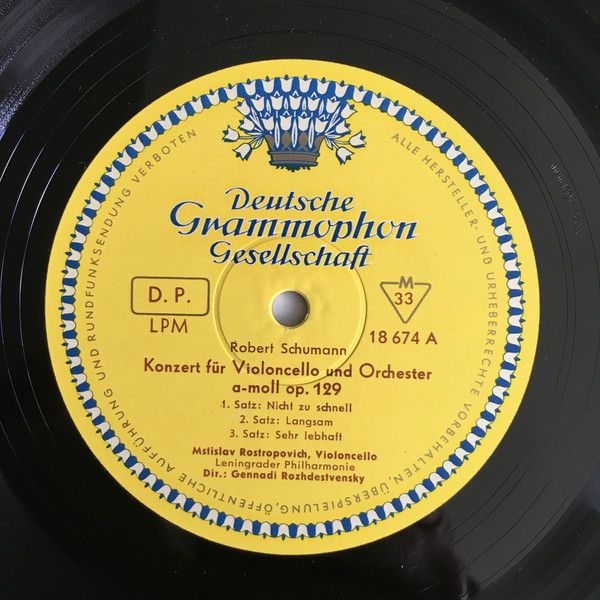 Deutsche
Grammophon
Gesellschaft
D. P.
LPM
M
33
18 674 A
Robert Schumann
Konzert für Violoncello und Orchester
a-moll op. 129
1. Satz: Nicht zu schnell
2. Satz: Langsam
3. Satz: Sehr lebhaft
Mstislav Rostropovich, Violoncello
Leningrader Philharmonie
Dir.: Gennadi Rozhdestvensky
ALLE HERSTELLER- UND URHEBERRECHTE VORBEHALTEN, ÜBERSPIELUNG, ÖFFENTLICHE AUFFÜHRUNG UND RUNDFUNKSENDUNG VERBOTEN